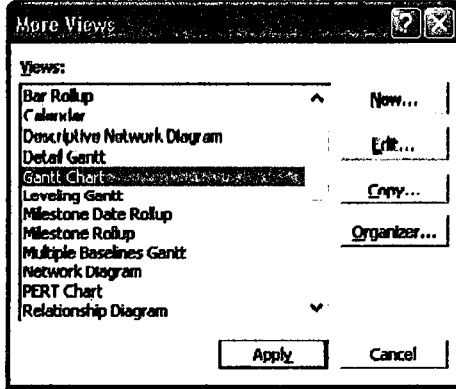 More Views
Views:
Bar Rollup
Calendar
Descriptive Network Diagram
Detail Gantt
Gantt Chart
Leveling Gantt
Milestone Date Rollup
Milestone Rollup
Multiple Baselines Gantt
Network Diagram
PERT Chart
Relationship Diagram
New...
Edit...
Copy...
Organizer...
Apply
Cancel